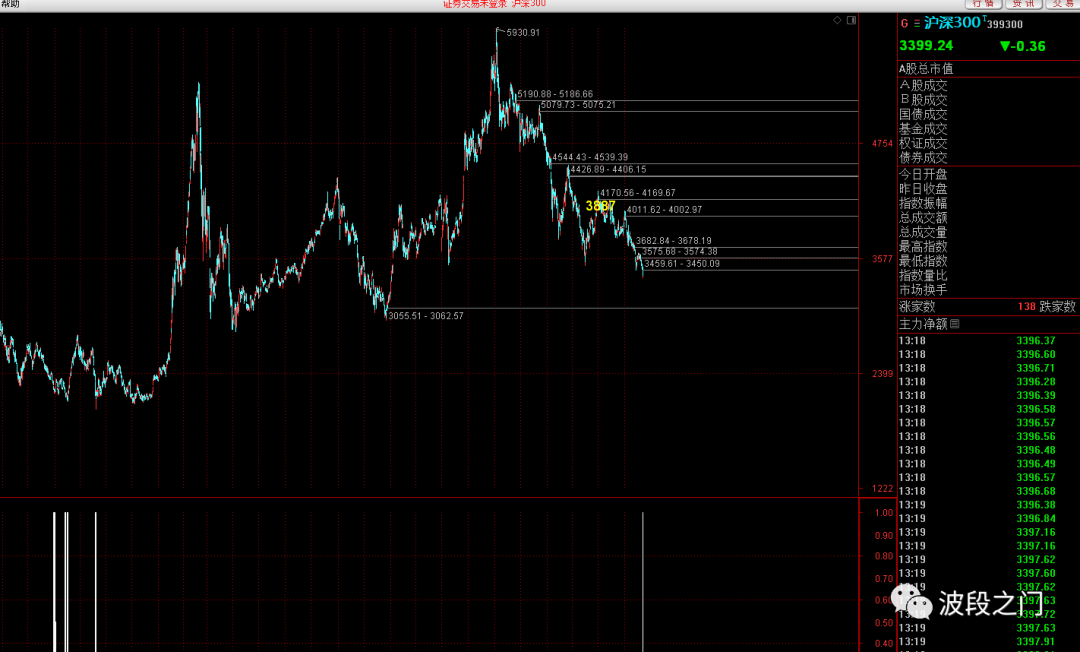 帮助
证券交易未登录 沪深300
行情 资讯 交易
G 沪深300 T 399300
3399.24 ▼-0.36
A股总市值
A股成交
B股成交
国债成交
基金成交
权证成交
债券成交
今日开盘
昨日收盘
指数振幅
总成交额
总成交量
最高指数
最低指数
指数量比
市场换手
涨家数 138 跌家数
主力净额
13:18 3396.37
13:18 3396.60
13:18 3396.71
13:18 3396.28
13:18 3396.39
13:18 3396.58
13:18 3396.57
13:18 3396.56
13:18 3396.48
13:18 3396.49
13:18 3396.57
13:18 3396.68
13:19 3396.38
13:19 3396.84
13:19 3397.16
13:19 3397.16
13:19 3397.62
13:19 3397.60
3397.62
3397.63
3397.72
13:19 3397.63
13:19 3397.91
5930.91
5190.88 - 5186.66
5079.73 - 5075.21
4544.43 - 4539.39
4426.89 - 4406.15
4170.56 - 4169.67
3887
4011.62 - 4002.97
3682.84 - 3678.19
3575.68 - 3574.38
3459.61 - 3450.09
3055.51 - 3062.57
4754
3577
2399
1222
1.00
0.90
0.80
0.70
0.60
0.50
0.40
波段之门